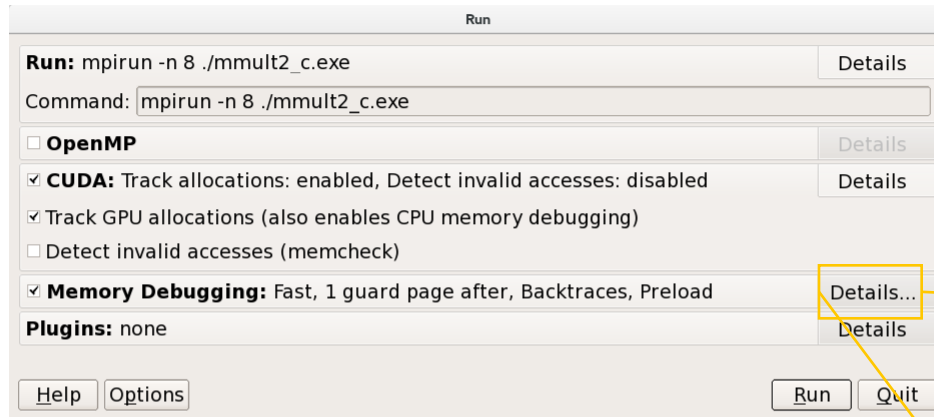 Run
Run: mpirun -n 8 ./mmult2_c.exe Details
Command: mpirun -n 8 ./mmult2_c.exe
OpenMP Details
CUDA: Track allocations: enabled, Detect invalid accesses: disabled Details
Track GPU allocations (also enables CPU memory debugging)
Detect invalid accesses (memcheck)
Memory Debugging: Fast, 1 guard page after, Backtraces, Preload Details...
Plugins: none Details
Help Options Run Quit